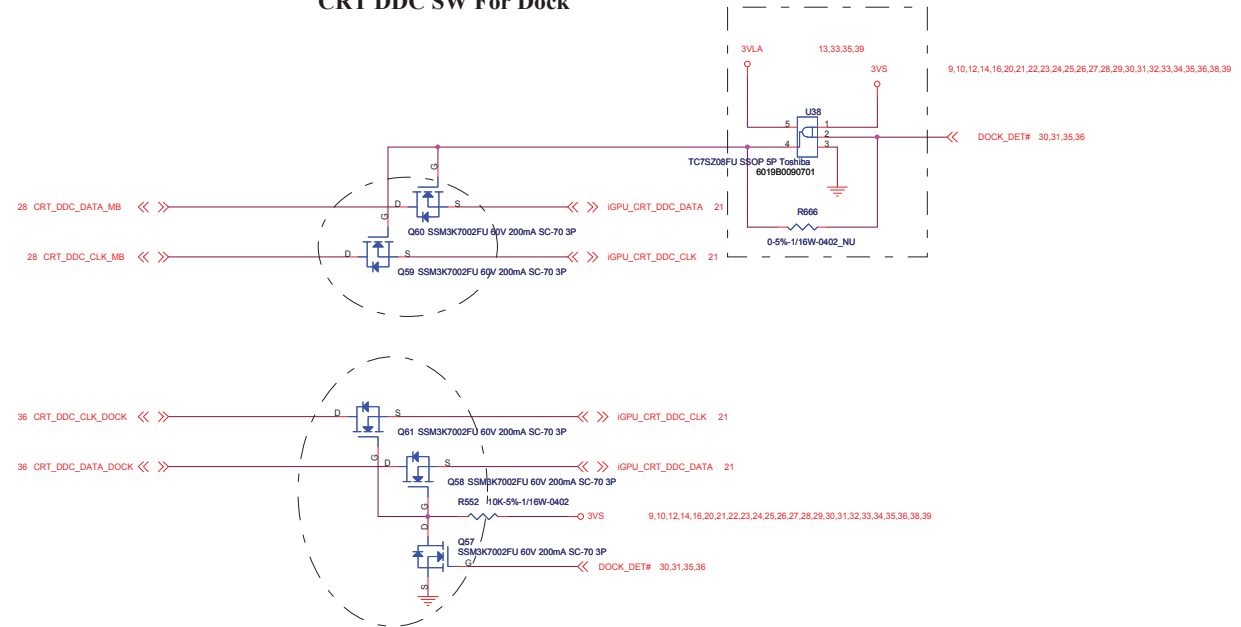 CRT DDC SW For Dock
3VLA
13,33,35,39
3VS
9,10,12,14,16,20,21,22,23,24,25,26,27,28,29,30,31,32,33,34,35,36,38,39
U38
5
1
2
4
3
DOCK_DET# 30,31,35,36
TC7SZ08FU SSOP 5P Toshiba
6019B0090701
G
28 CRT_DDC_DATA_MB
D
S
iGPU_CRT_DDC_DATA 21
R666
G
Q60 SSM3K7002FU 60V 200mA SC-70 3P
0-5%-1/16W-0402_NU
28 CRT_DDC_CLK_MB
D
S
iGPU_CRT_DDC_CLK 21
Q59 SSM3K7002FU 60V 200mA SC-70 3P
36 CRT_DDC_CLK_DOCK
D
S
iGPU_CRT_DDC_CLK 21
Q61 SSM3K7002FU 60V 200mA SC-70 3P
G
36 CRT_DDC_DATA_DOCK
D
S
iGPU_CRT_DDC_DATA 21
Q58 SSM3K7002FU 60V 200mA SC-70 3P
G
R552 10K-5%-1/16W-0402
3VS
9,10,12,14,16,20,21,22,23,24,25,26,27,28,29,30,31,32,33,34,35,36,38,39
D
Q57
SSM3K7002FU 60V 200mA SC-70 3P
G
DOCK_DET# 30,31,35,36
S